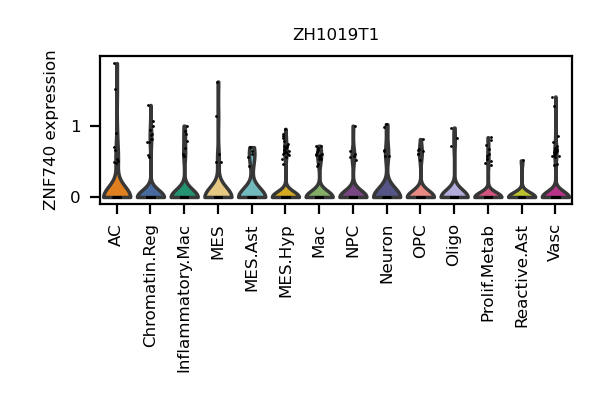 ZH1019T1
ZNF740 expression
1
0
AC
Chromatin.Reg
Inflammatory.Mac
MES
MES.Ast
MES.Hyp
Mac
NPC
Neuron
OPC
Oligo
Prolif.Metab
Reactive.Ast
Vasc